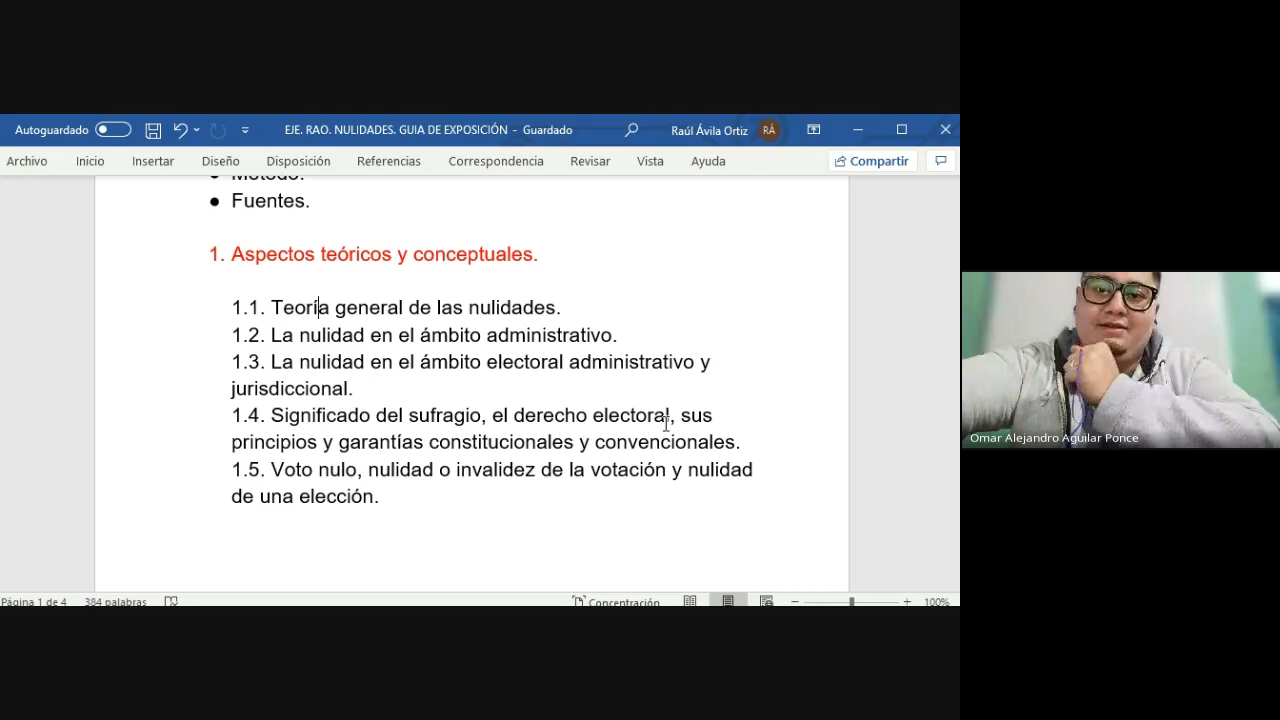 Autoguardado EJE. RAO. NULIDADES. GUIA DE EXPOSICIÓN - Guardado Raúl Ávila Ortiz RÁ
Archivo Inicio Insertar Diseño Disposición Referencias Correspondencia Revisar Vista Ayuda Compartir
● Método.
● Fuentes.
1. Aspectos teóricos y conceptuales.
1.1. Teoría general de las nulidades.
1.2. La nulidad en el ámbito administrativo.
1.3. La nulidad en el ámbito electoral administrativo y
jurisdiccional.
1.4. Significado del sufragio, el derecho electoral, sus
principios y garantías constitucionales y convencionales.
1.5. Voto nulo, nulidad o invalidez de la votación y nulidad
de una elección.
Omar Alejandro Aguilar Ponce
Página 1 de 4 384 palabras Concentración 100%